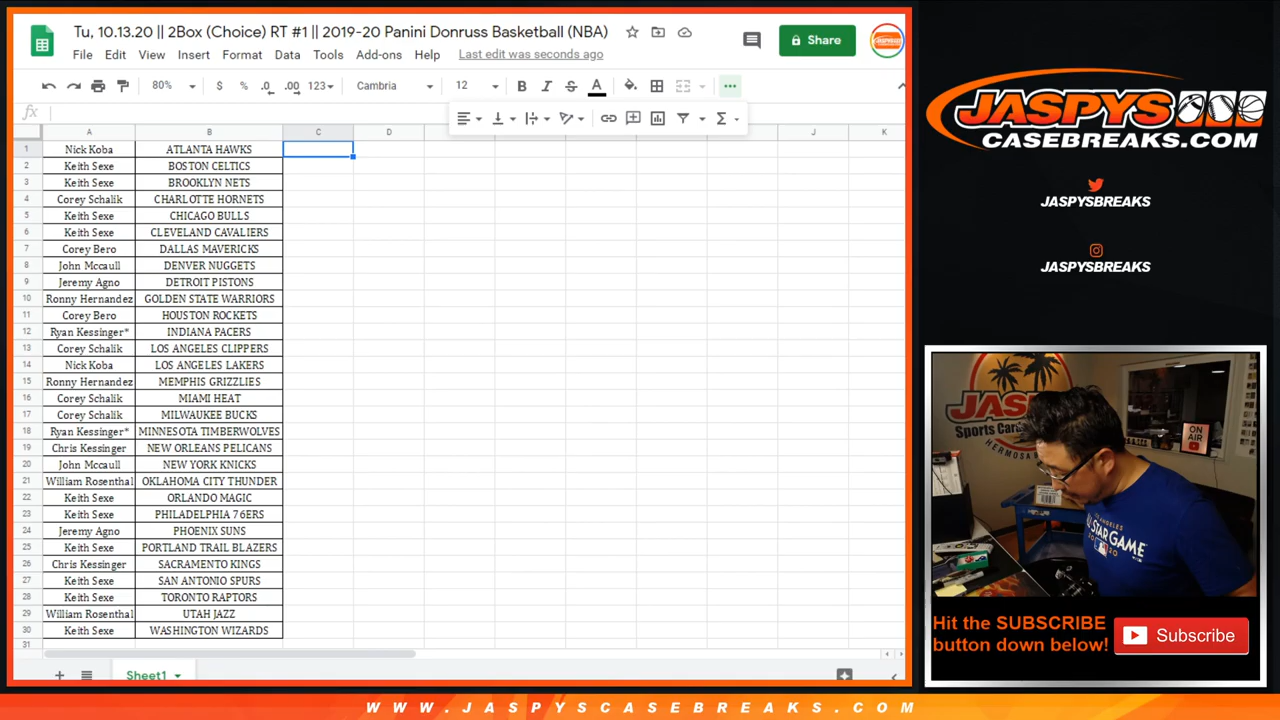 Tu, 10.13.20 || 2Box (Choice) RT #1 || 2019-20 Panini Donruss Basketball (NBA)
File Edit View Insert Format Data Tools Add-ons Help Last edit was seconds ago
Share
80% $ % .0 .00 123 Cambria 12 B I S A
fx
A B C D J K
1 Nick Koba ATLANTA HAWKS
2 Keith Sexe BOSTON CELTICS
3 Keith Sexe BROOKLYN NETS
4 Corey Schalik CHARLOTTE HORNETS
5 Keith Sexe CHICAGO BULLS
6 Keith Sexe CLEVELAND CAVALIERS
7 Corey Bero DALLAS MAVERICKS
8 John Mccaull DENVER NUGGETS
9 Jeremy Agno DETROIT PISTONS
10 Ronny Hernandez GOLDEN STATE WARRIORS
11 Corey Bero HOUSTON ROCKETS
12 Ryan Kessinger* INDIANA PACERS
13 Corey Schalik LOS ANGELES CLIPPERS
14 Nick Koba LOS ANGELES LAKERS
15 Ronny Hernandez MEMPHIS GRIZZLIES
16 Corey Schalik MIAMI HEAT
17 Corey Schalik MILWAUKEE BUCKS
18 Ryan Kessinger* MINNESOTA TIMBERWOLVES
19 Chris Kessinger NEW ORLEANS PELICANS
20 John Mccaull NEW YORK KNICKS
21 William Rosenthal OKLAHOMA CITY THUNDER
22 Keith Sexe ORLANDO MAGIC
23 Keith Sexe PHILADELPHIA 76ERS
24 Jeremy Agno PHOENIX SUNS
25 Keith Sexe PORTLAND TRAIL BLAZERS
26 Chris Kessinger SACRAMENTO KINGS
27 Keith Sexe SAN ANTONIO SPURS
28 Keith Sexe TORONTO RAPTORS
29 William Rosenthal UTAH JAZZ
30 Keith Sexe WASHINGTON WIZARDS
31
Sheet1
JASPYS
CASEBREAKS.COM
JASPYSBREAKS
JASPYSBREAKS
JASP
Sports Car
HERMOSA
ON
AIR
LOS ANGELES
ALL STAR GAME
2020
Hit the SUBSCRIBE
button down below!
Subscribe
WWW.JASPYSCASEBREAKS.COM